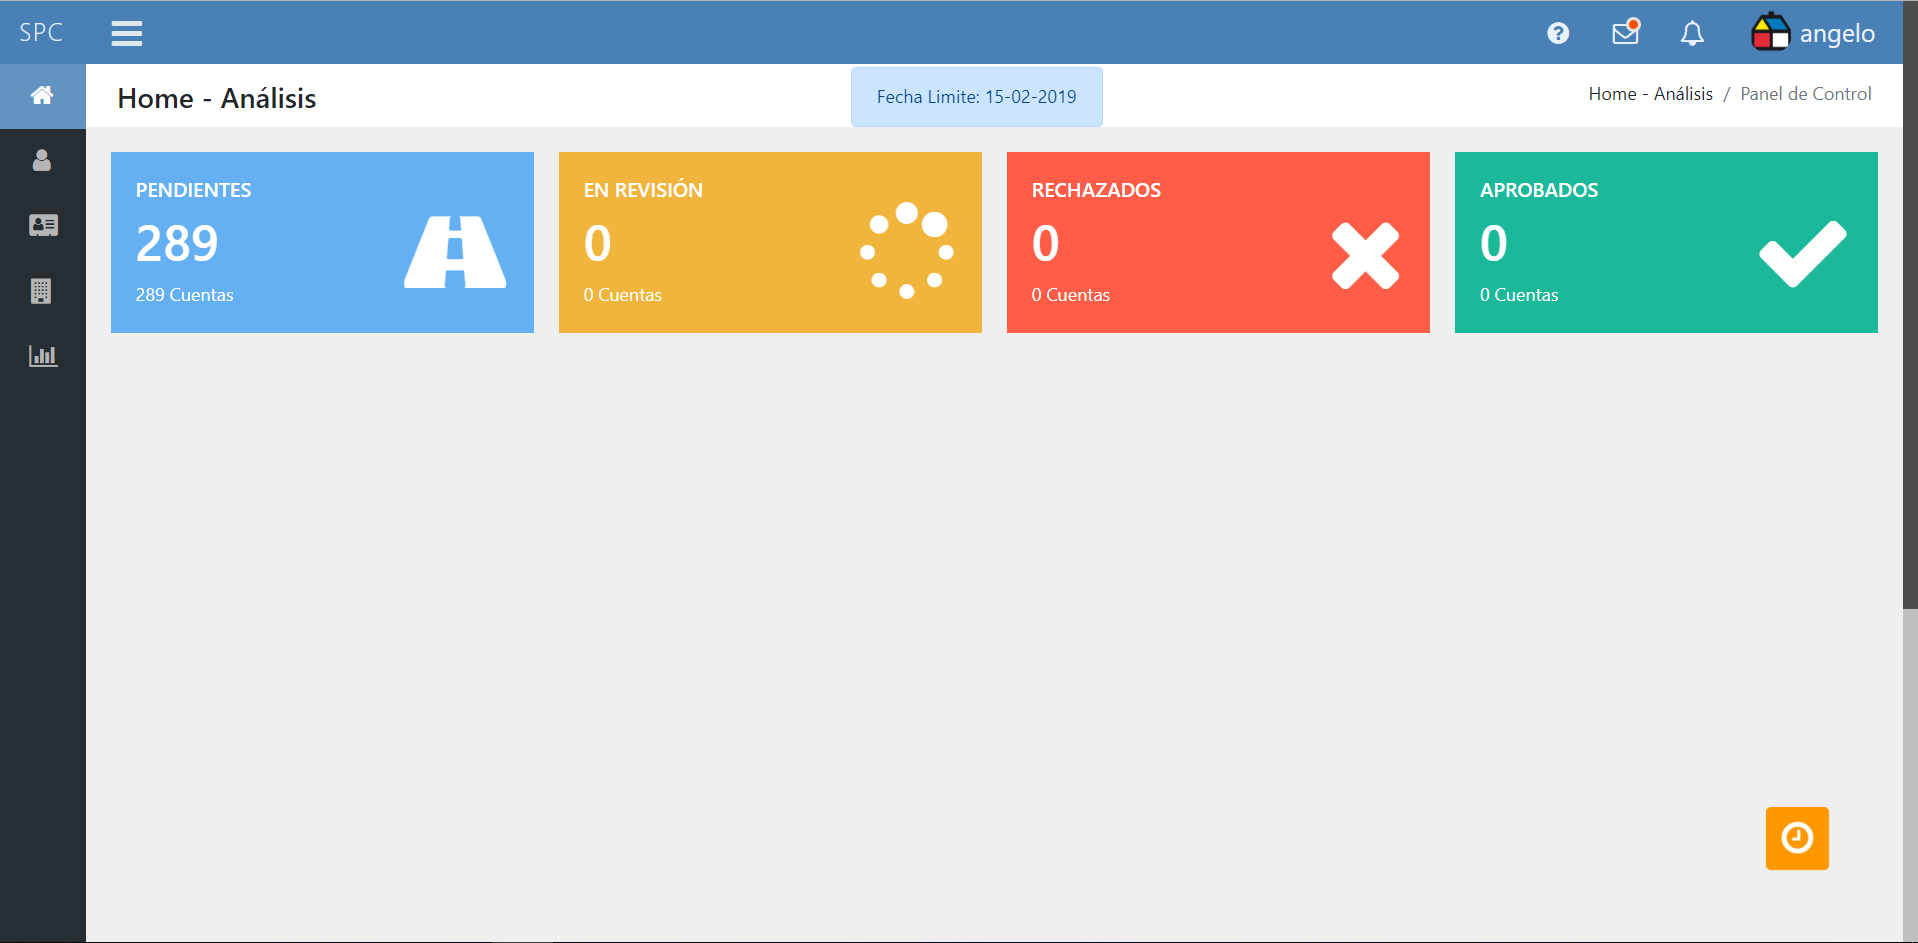 SPC
angelo
Home - Análisis
Fecha Limite: 15-02-2019
Home - Análisis / Panel de Control
PENDIENTES
289
289 Cuentas
EN REVISIÓN
0
0 Cuentas
RECHAZADOS
0
0 Cuentas
APROBADOS
0
0 Cuentas